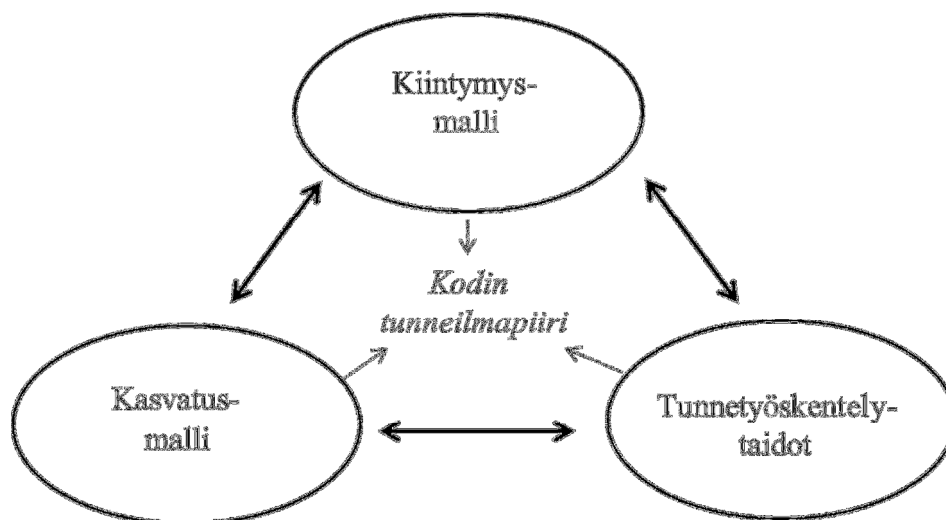 Kiintymys-
malli
Kodin
tunneilmapiiri
Kasvatus-
malli
Tunnetyöskentely-
taidot